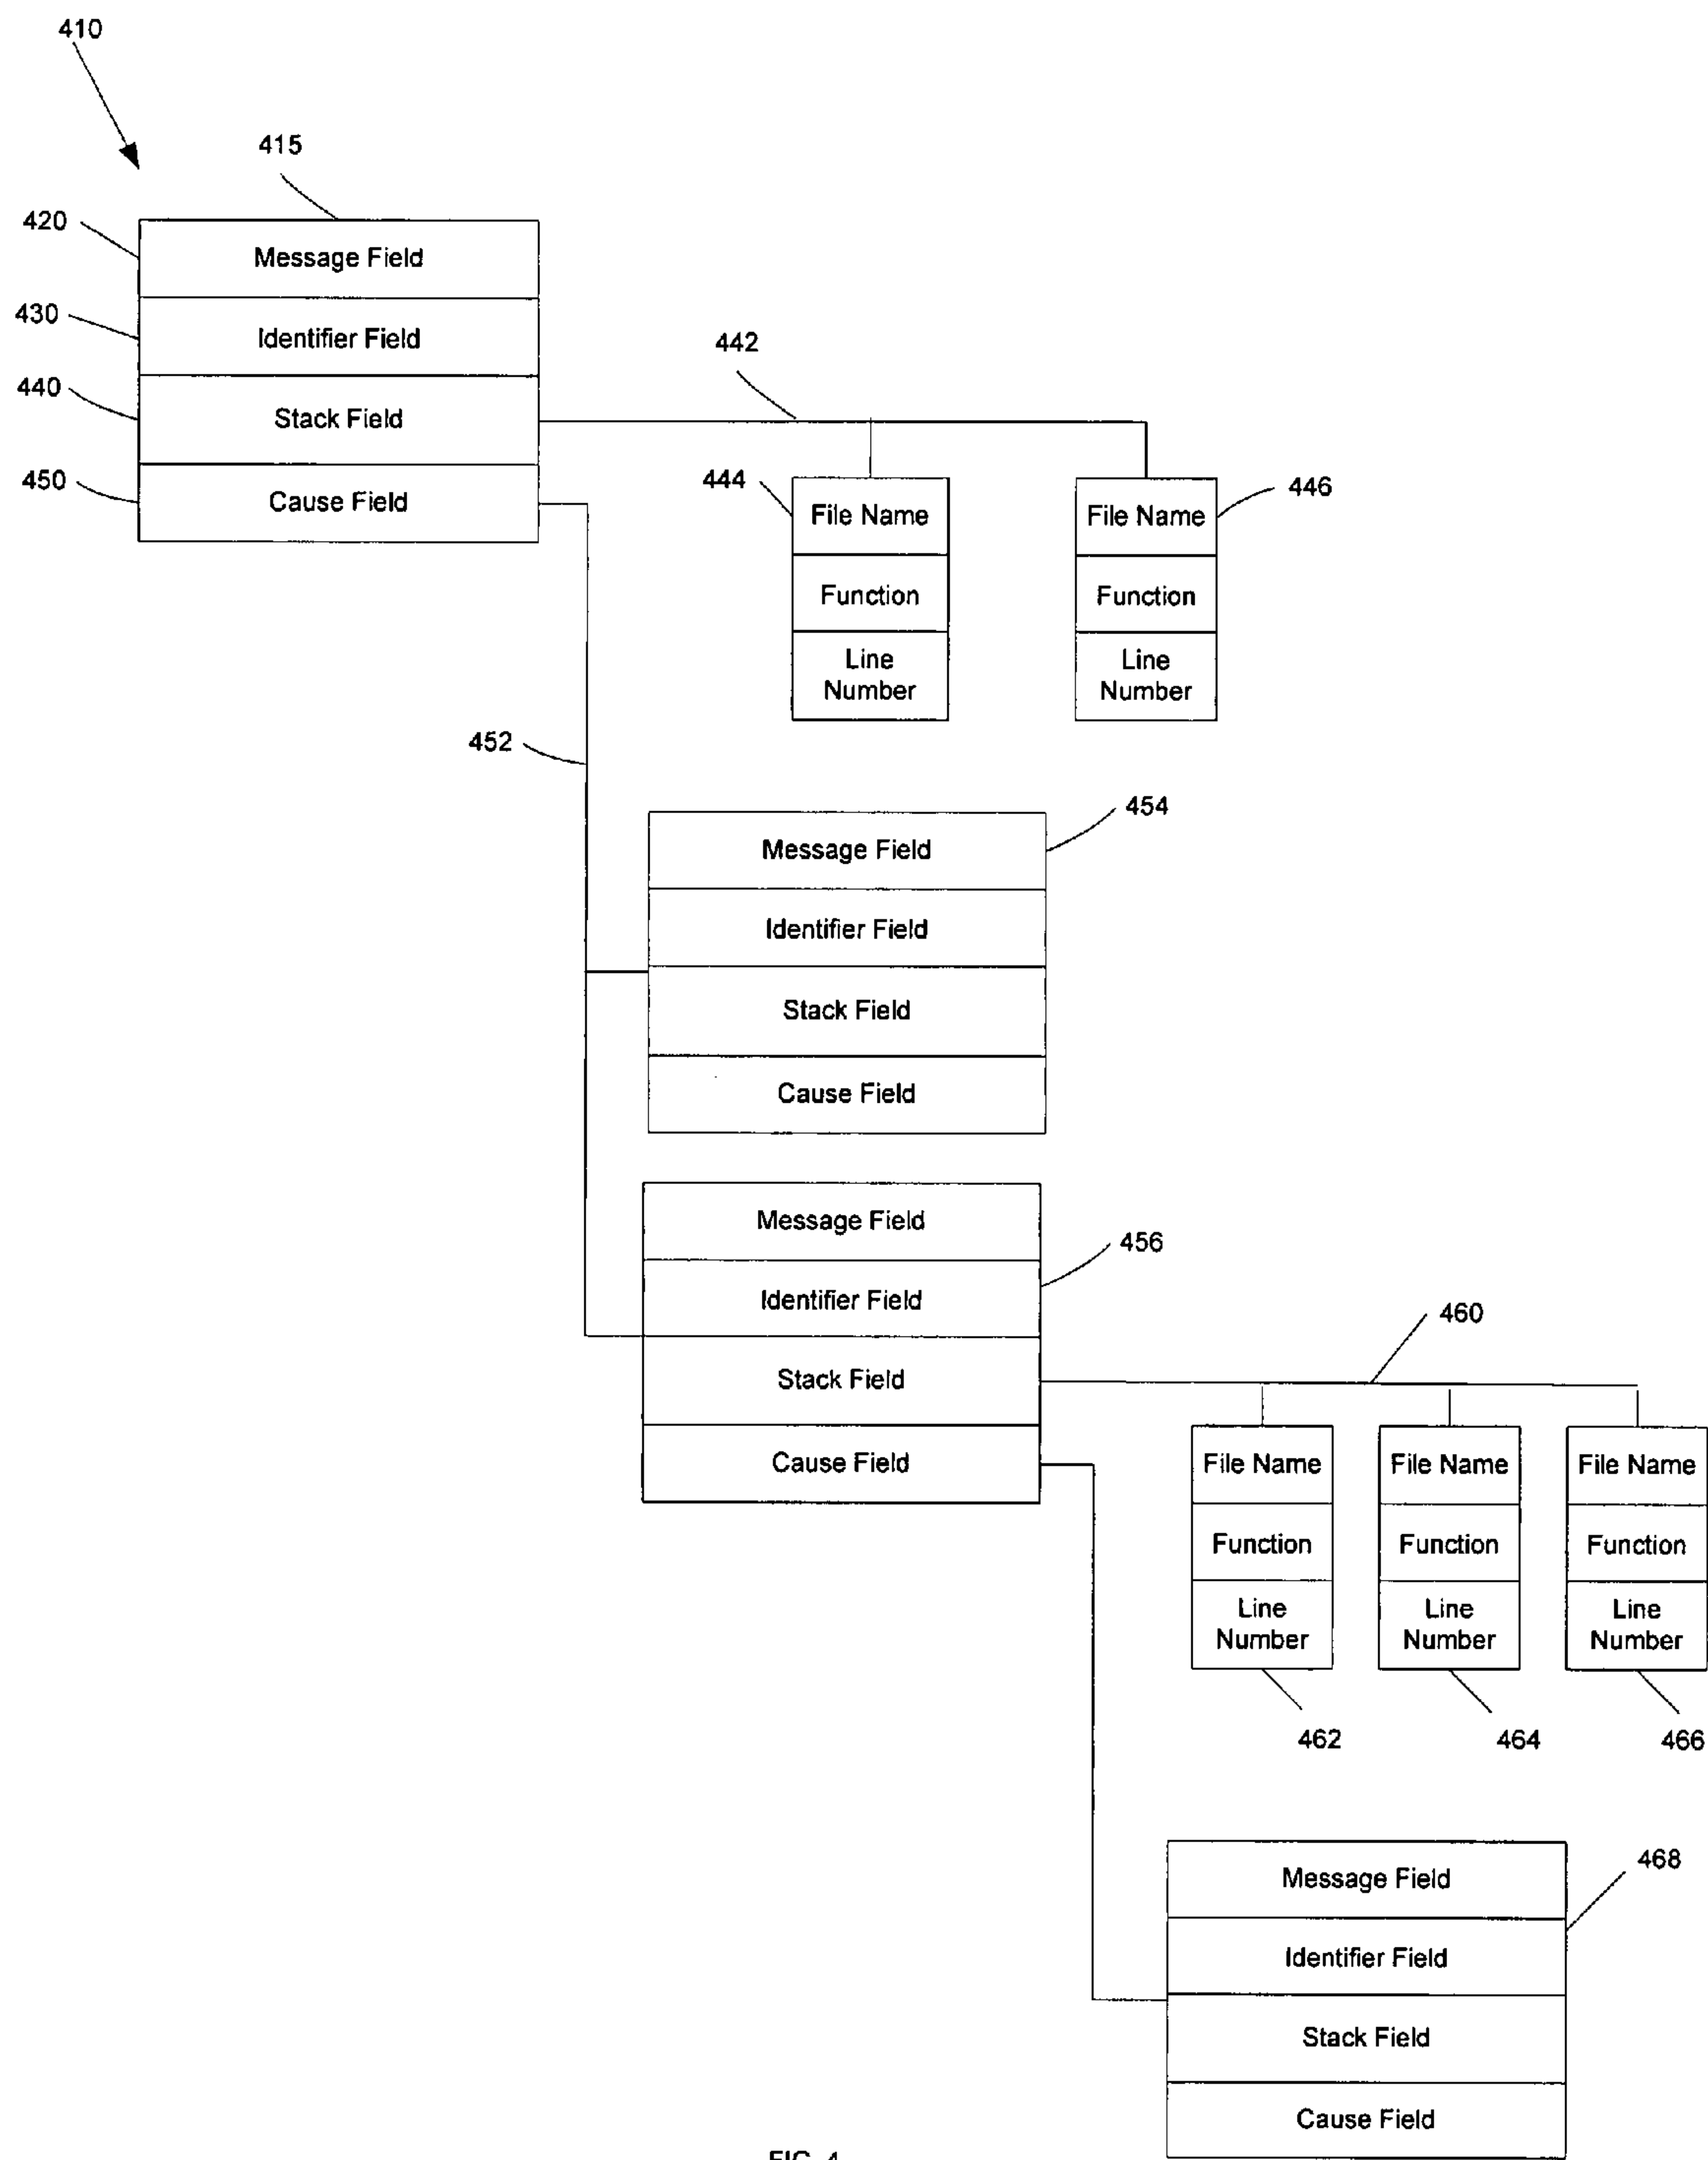 410
415
420
Message Field
430
Identifier Field
440
Stack Field
450
Cause Field
442
444
File Name
Function
Line
Number
446
File Name
Function
Line
Number
452
454
Message Field
Identifier Field
Stack Field
Cause Field
456
Message Field
Identifier Field
Stack Field
Cause Field
460
File Name
Function
Line
Number
462
File Name
Function
Line
Number
464
File Name
Function
Line
Number
466
468
Message Field
Identifier Field
Stack Field
Cause Field
FIG. 4